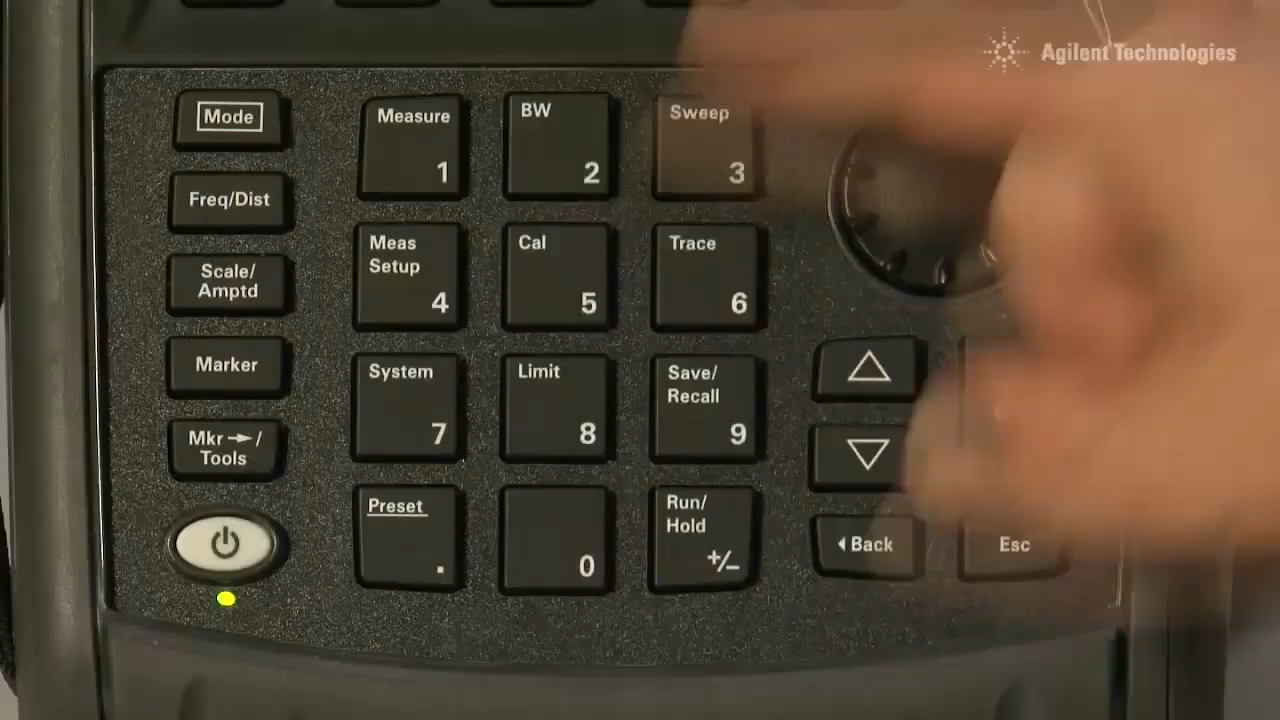 Agilent Technologies
Mode
Measure
1
BW
2
Sweep
3
Freq/Dist
Meas
Setup
4
Cal
5
Trace
6
Scale/
Amptd
Marker
System
7
Limit
8
Save/
Recall
9
Mkr→/
Tools
Preset
.
0
Run/
Hold
+/−
Back
Esc